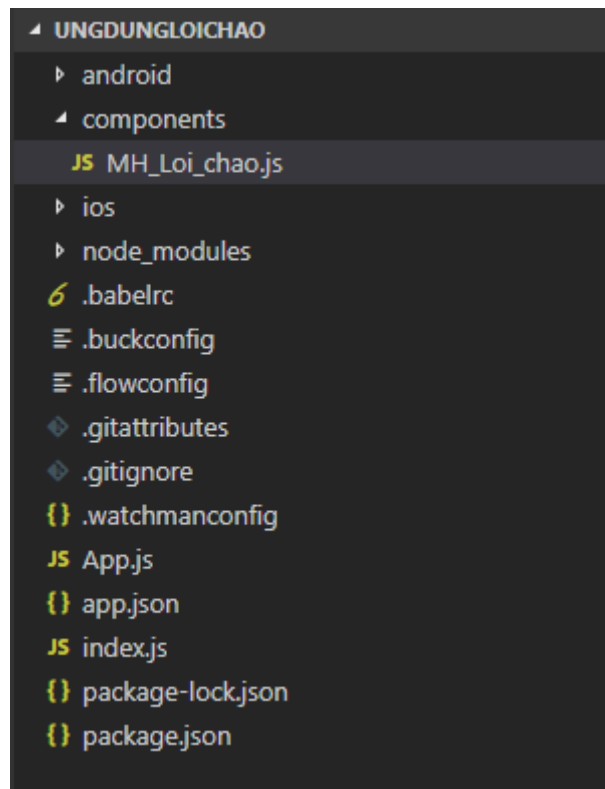 UNGDUNGLOICHAO
android
components
JS MH_Loi_chao.js
ios
node_modules
6 .babelrc
.buckconfig
.flowconfig
.gitattributes
.gitignore
{} .watchmanconfig
JS App.js
{} app.json
JS index.js
{} package-lock.json
{} package.json